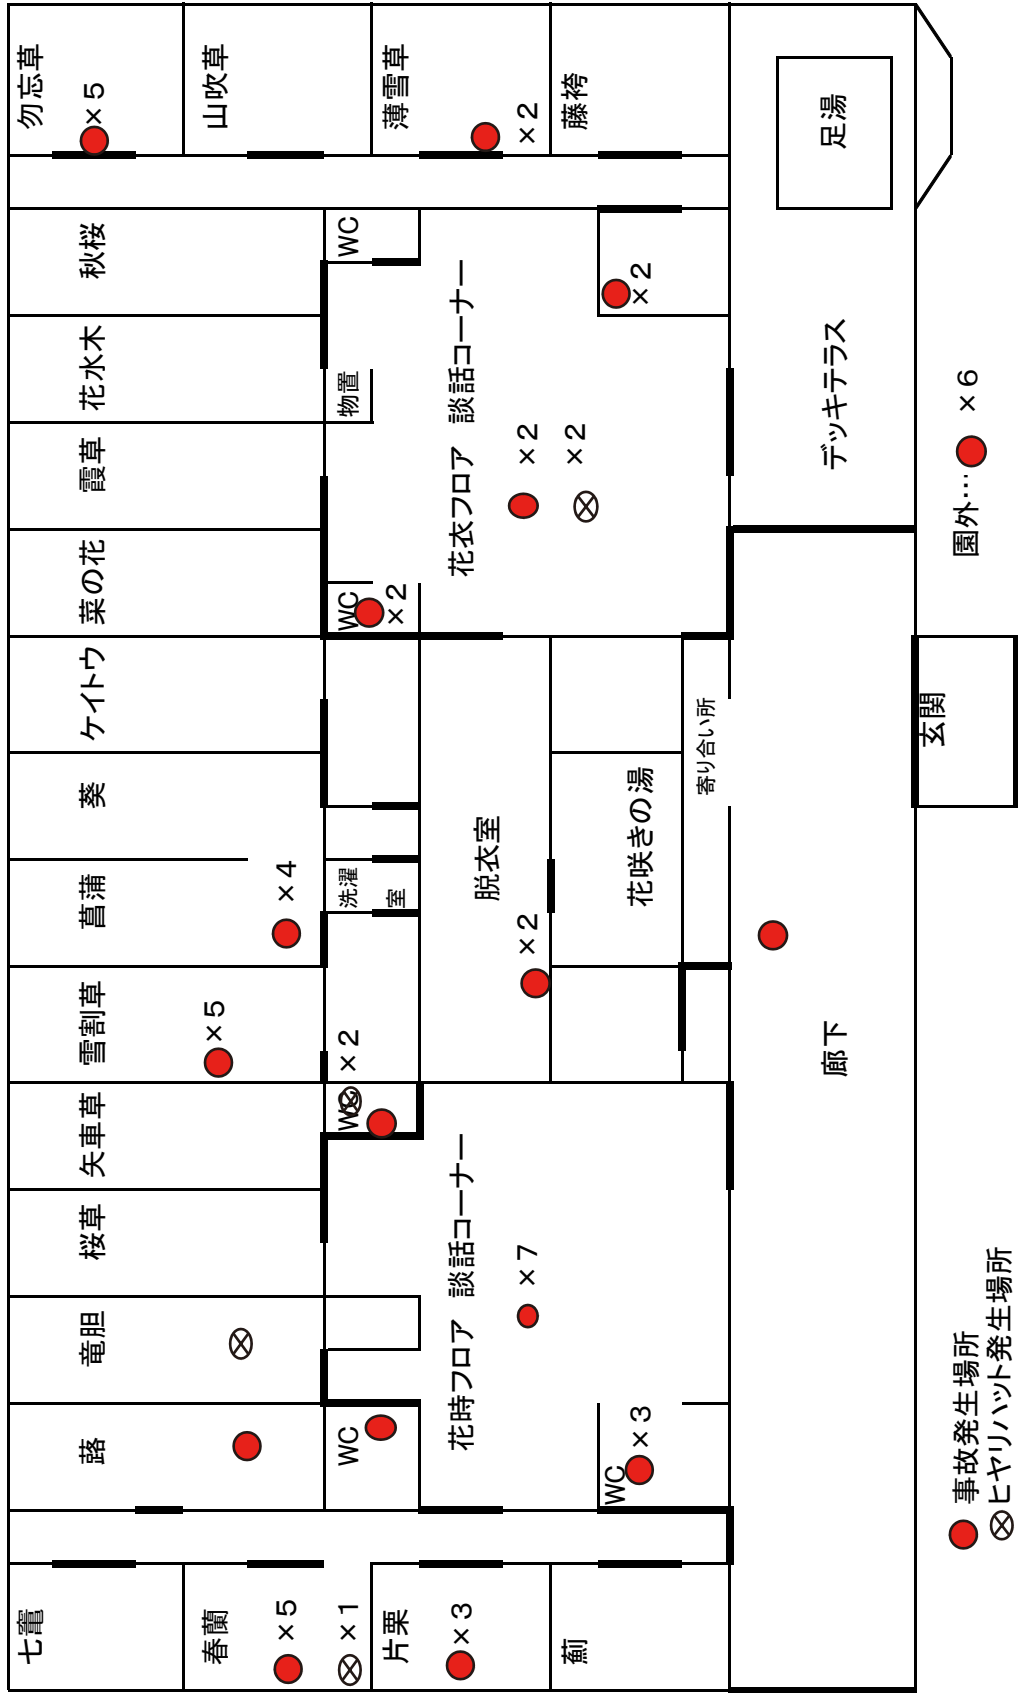 七竈
勿忘草
×5
蕗
竜胆
桜草
矢車草
雪割草
菖蒲
葵
ケイトウ
菜の花
霞草
花水木
秋桜
春蘭
×5
×1
×5
×4
山吹草
WC
WC
×2
洗濯
室
WC
×2
物置
WC
片栗
×3
花時フロア 談話コーナー
×7
脱衣室
×2
花衣フロア 談話コーナー
×2
×2
薄雪草
×2
薊
WC
×3
花咲きの湯
寄り合い所
×2
藤袴
廊下
デッキテラス
足湯
玄関
園外…
×6
事故発生場所
ヒヤリハット発生場所